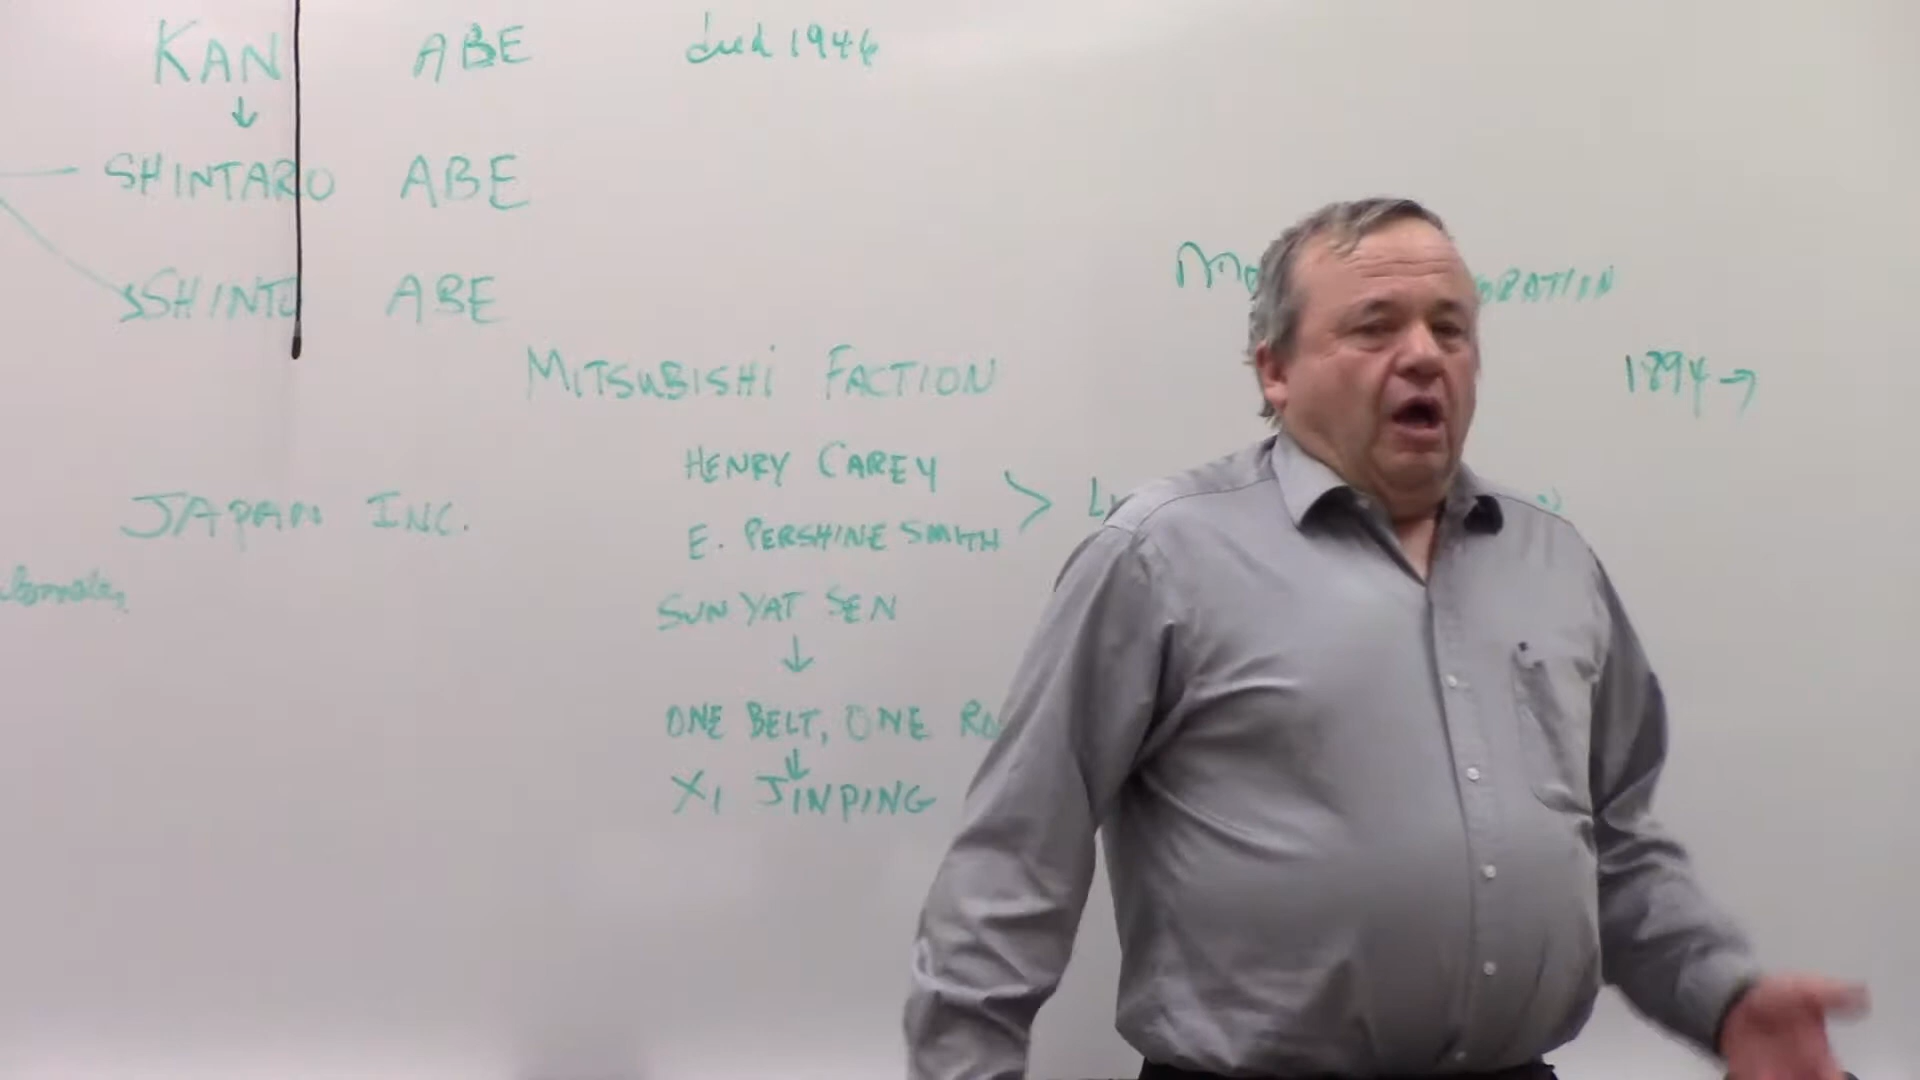 KAN ABE died 1946
↓
SHINTARO ABE
SHINTO ABE
MITSUBISHI FACTION
1894→
HENRY CAREY
E. PERSHINE SMITH >
JAPAN INC.
SUN YAT SEN
↓
ONE BELT, ONE
↓
XI JINPING